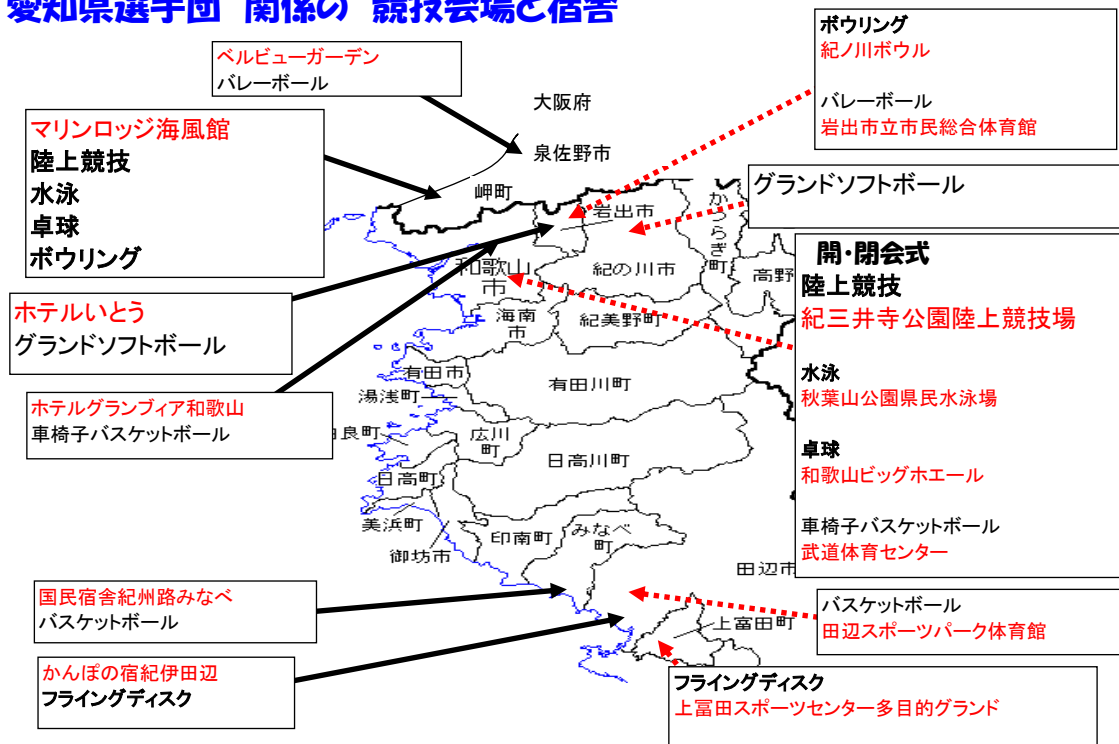 愛知県選手団 関係の 競技会場と宿舎
ベルビューガーデン
バレーボール
マリンロッジ海風館
陸上競技
水泳
卓球
ボウリング
ホテルいとう
グランドソフトボール
ホテルグランヴィア和歌山
車椅子バスケットボール
国民宿舎紀州路みなべ
バスケットボール
かんぽの宿紀伊田辺
フライングディスク
大阪府
泉佐野市
岬町
岩出市
かつらぎ町
和歌山市
紀の川市
高野
海南市
紀美野町
有田市
有田川町
湯浅町
広川町
良町
日高川町
日高町
美浜町
御坊市
印南町
みなべ町
田辺市
上富田町
ボウリング
紀ノ川ボウル
バレーボール
岩出市立市民総合体育館
グランドソフトボール
開・閉会式
陸上競技
紀三井寺公園陸上競技場
水泳
秋葉山公園県民水泳場
卓球
和歌山ビッグホエール
車椅子バスケットボール
武道体育センター
バスケットボール
田辺スポーツパーク体育館
フライングディスク
上冨田スポーツセンター多目的グランド